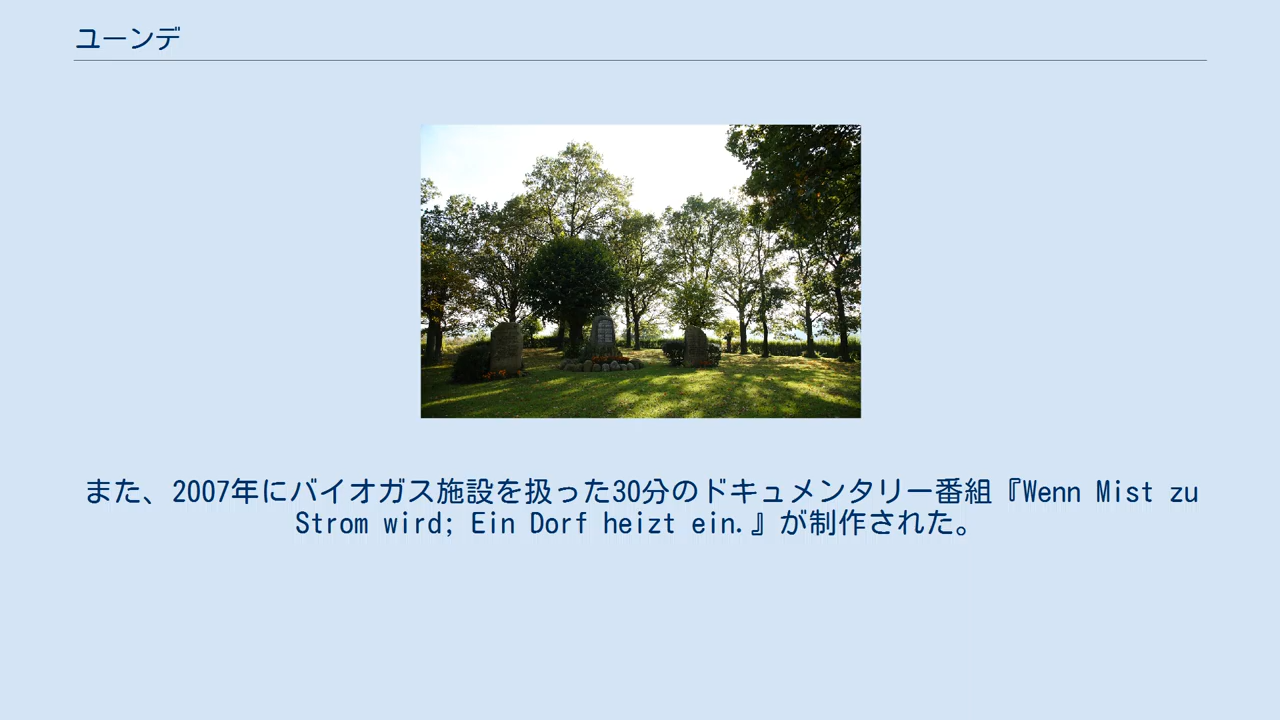 ユーンデ
また、2007年にバイオガス施設を扱った30分のドキュメンタリー番組『Wenn Mist zu
Strom wird; Ein Dorf heizt ein.』が制作された。